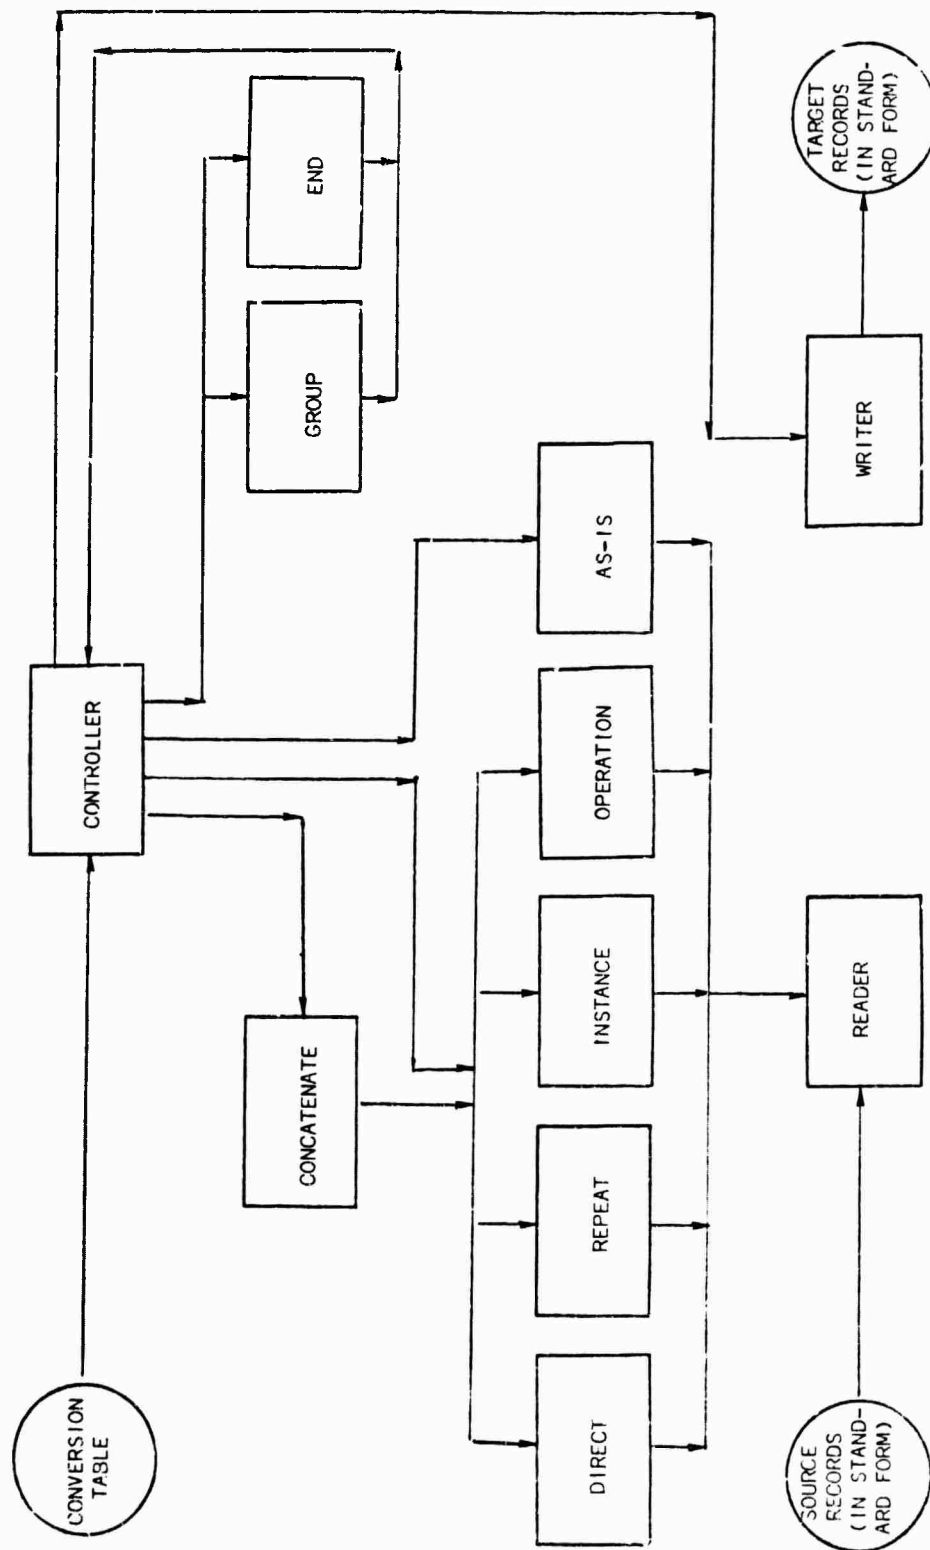 CONVERSION
TABLE
CONTROLLER
CONCATENATE
GROUP
END
DIRECT
REPEAT
INSTANCE
OPERATION
AS-IS
SOURCE
RECORDS
(IN STAND-
ARD FORM)
READER
WRITER
TARGET
RECORDS
(IN STAND-
ARD FORM)